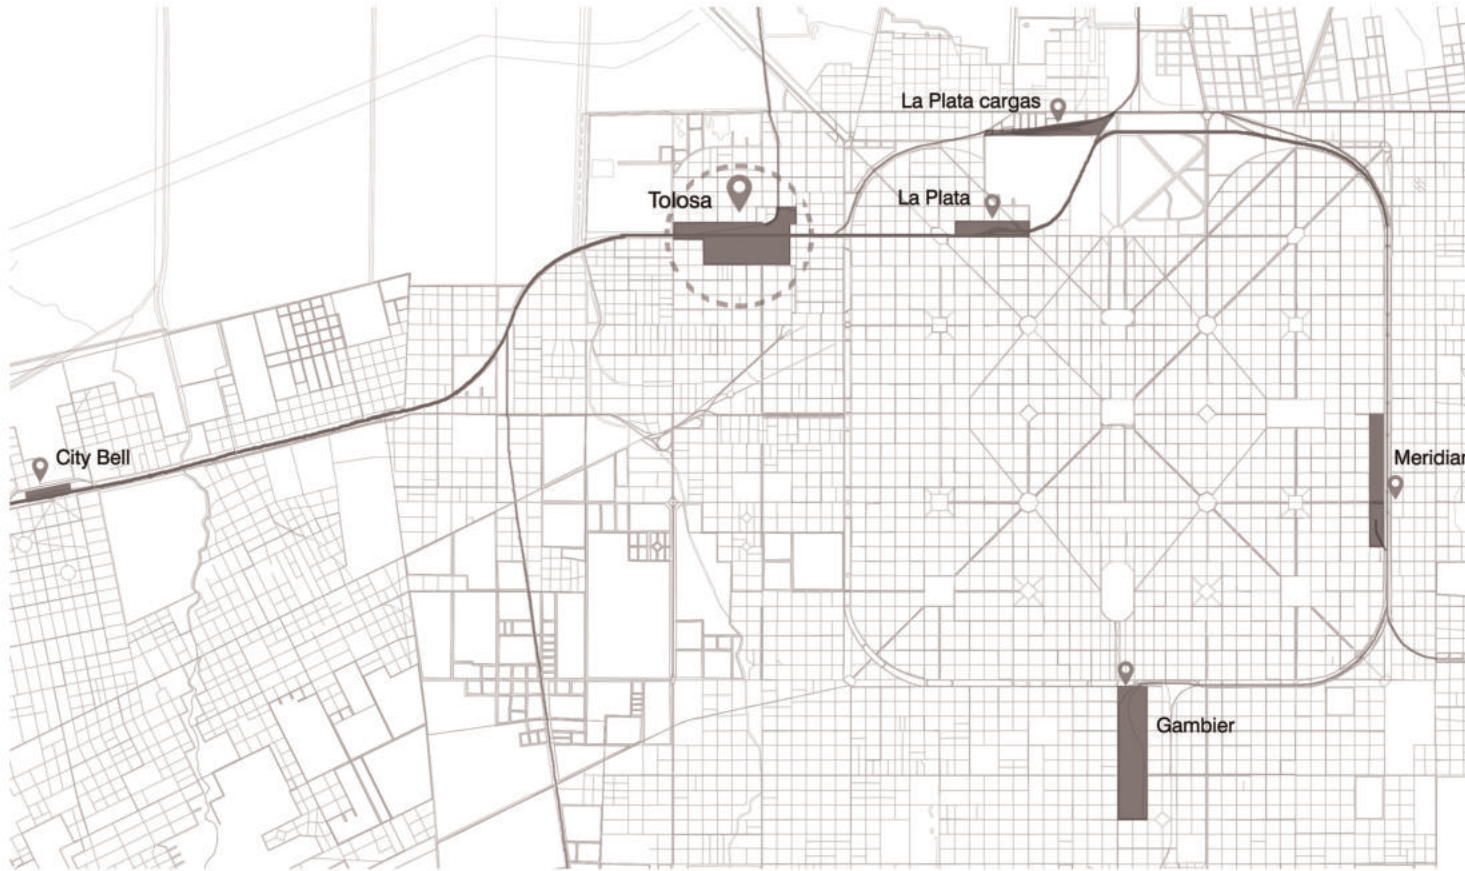 La Plata cargas
Tolosa
La Plata
City Bell
Meridian
Gambier